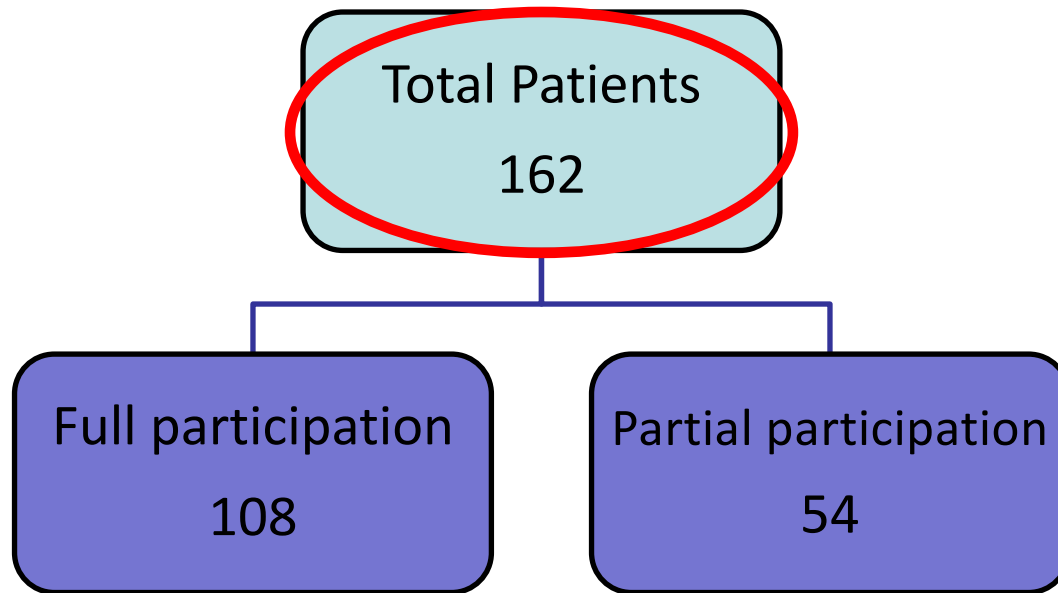 Total Patients
162
Full participation
108
Partial participation
54